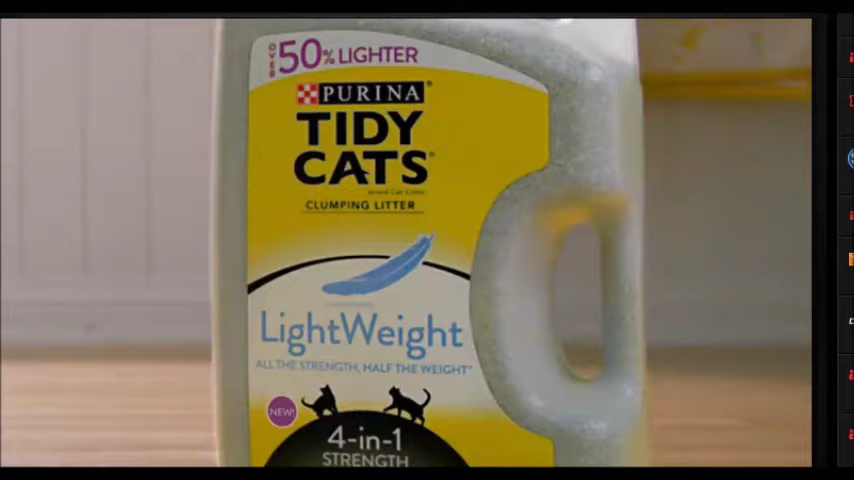 OVER 50% LIGHTER
PURINA®
TIDY
CATS®
CLUMPING LITTER
LightWeight
ALL THE STRENGTH, HALF THE WEIGHT*
NEW!
4-in-1
STRENGTH